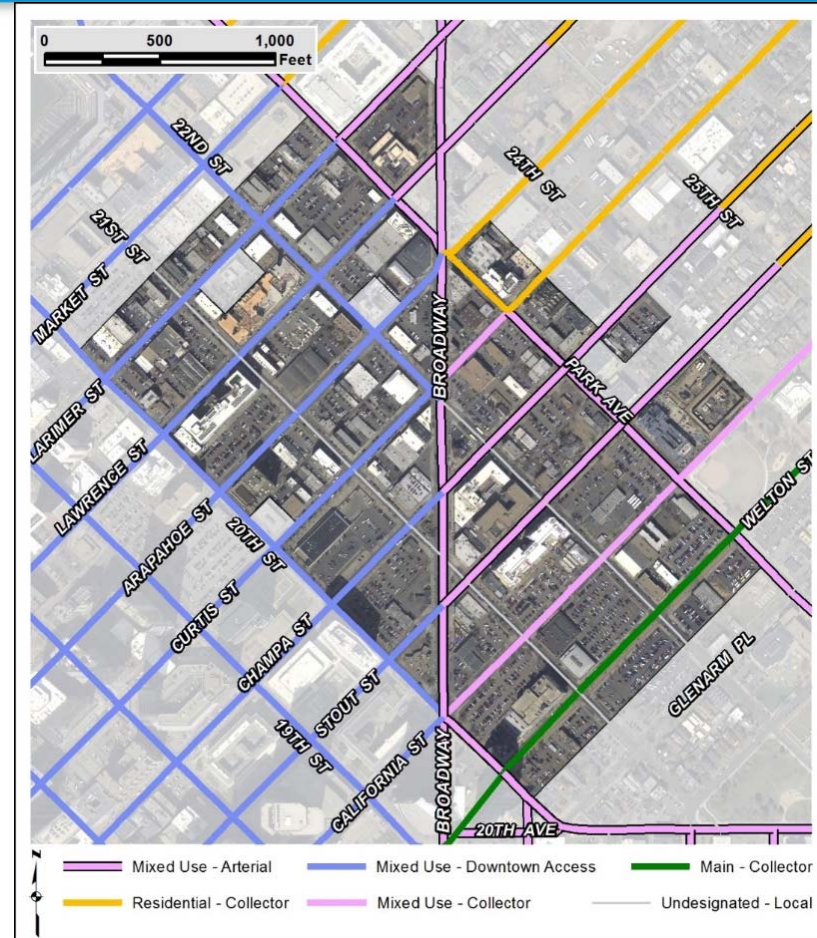 0 500 1,000
Feet
22ND ST
21ST ST
24TH ST
25TH ST
MARKET ST
BROADWAY
PARK AVE
LARIMER ST
LAWRENCE ST
WELTON ST
ARAPAHOE ST
20TH ST
CURTIS ST
CHAMPA ST
GLENARM PL
STOUT ST
19TH ST
CALIFORNIA ST
BROADWAY
20TH AVE
Z
Mixed Use - Arterial
Mixed Use - Downtown Access
Main - Collector
Residential - Collector
Mixed Use - Collector
Undesignated - Local